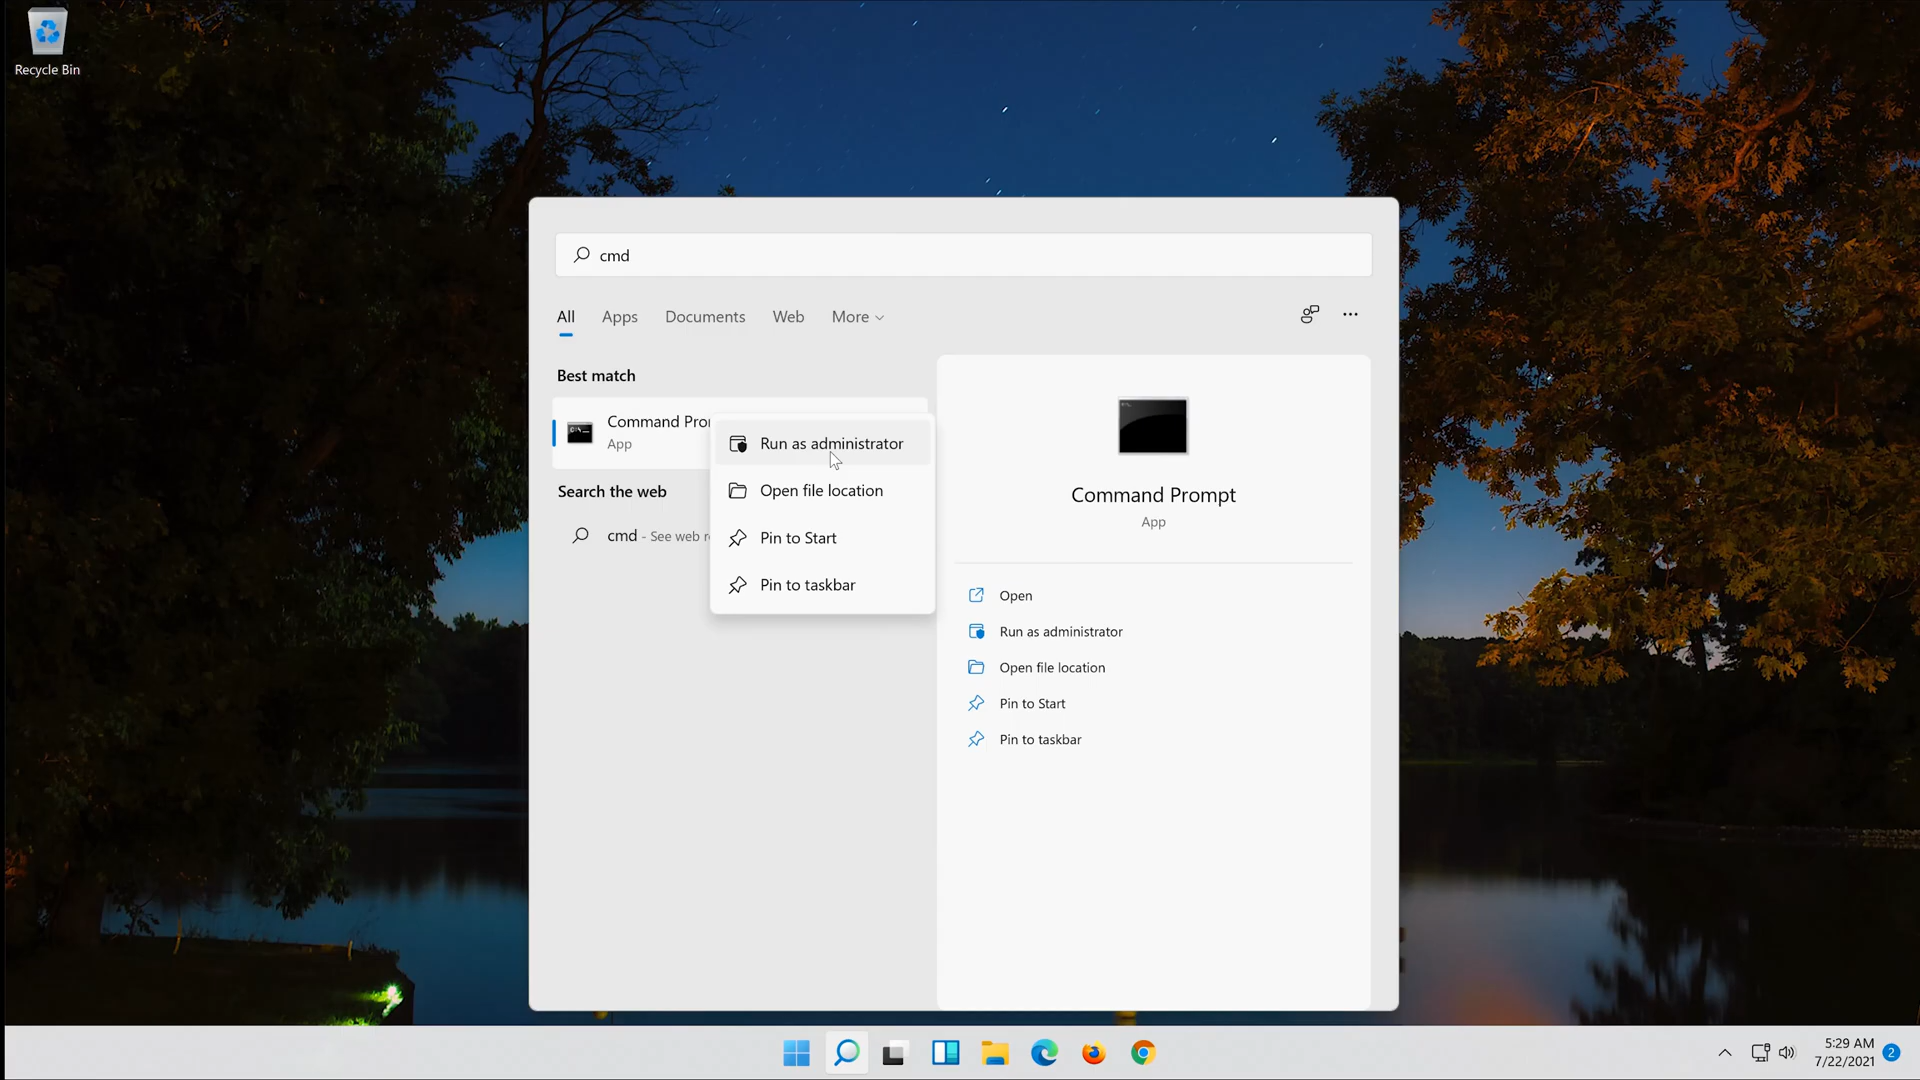 Recycle Bin
cmd
All Apps Documents Web More
Best match
Command Pro
App
Search the web
cmd - See web r
Run as administrator
Open file location
Pin to Start
Pin to taskbar
Command Prompt
App
Open
Run as administrator
Open file location
Pin to Start
Pin to taskbar
5:29 AM
7/22/2021
2